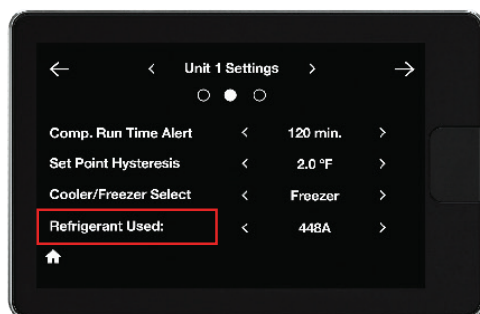 Unit 1 Settings
Comp. Run Time Alert 120 min.
Set Point Hysteresis 2.0 °F
Cooler/Freezer Select Freezer
Refrigerant Used: 448A